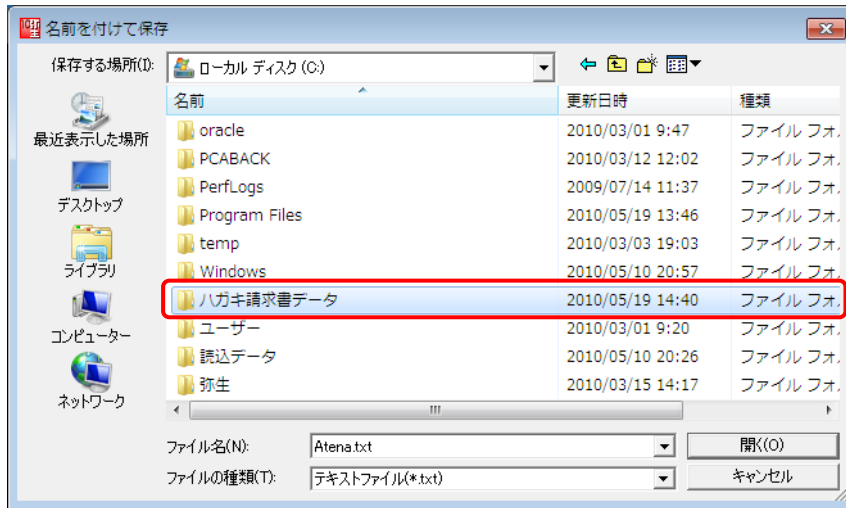 名前を付けて保存
保存する場所(I):
ローカル ディスク (C:)
名前 更新日時 種類
oracle 2010/03/01 9:47 ファイル フォ
PCABACK 2010/03/12 12:02 ファイル フォ
PerfLogs 2009/07/14 11:37 ファイル フォ
Program Files 2010/05/19 13:46 ファイル フォ
temp 2010/03/03 19:03 ファイル フォ
Windows 2010/05/10 20:57 ファイル フォ
ハガキ請求書データ 2010/05/19 14:40 ファイル フォ
ユーザー 2010/03/01 9:20 ファイル フォ
読込データ 2010/05/10 20:26 ファイル フォ
弥生 2010/03/15 14:17 ファイル フォ
最近表示した場所
デスクトップ
ライブラリ
コンピューター
ネットワーク
ファイル名(N): Atena.txt 開く(O)
ファイルの種類(T): テキストファイル(*.txt) キャンセル